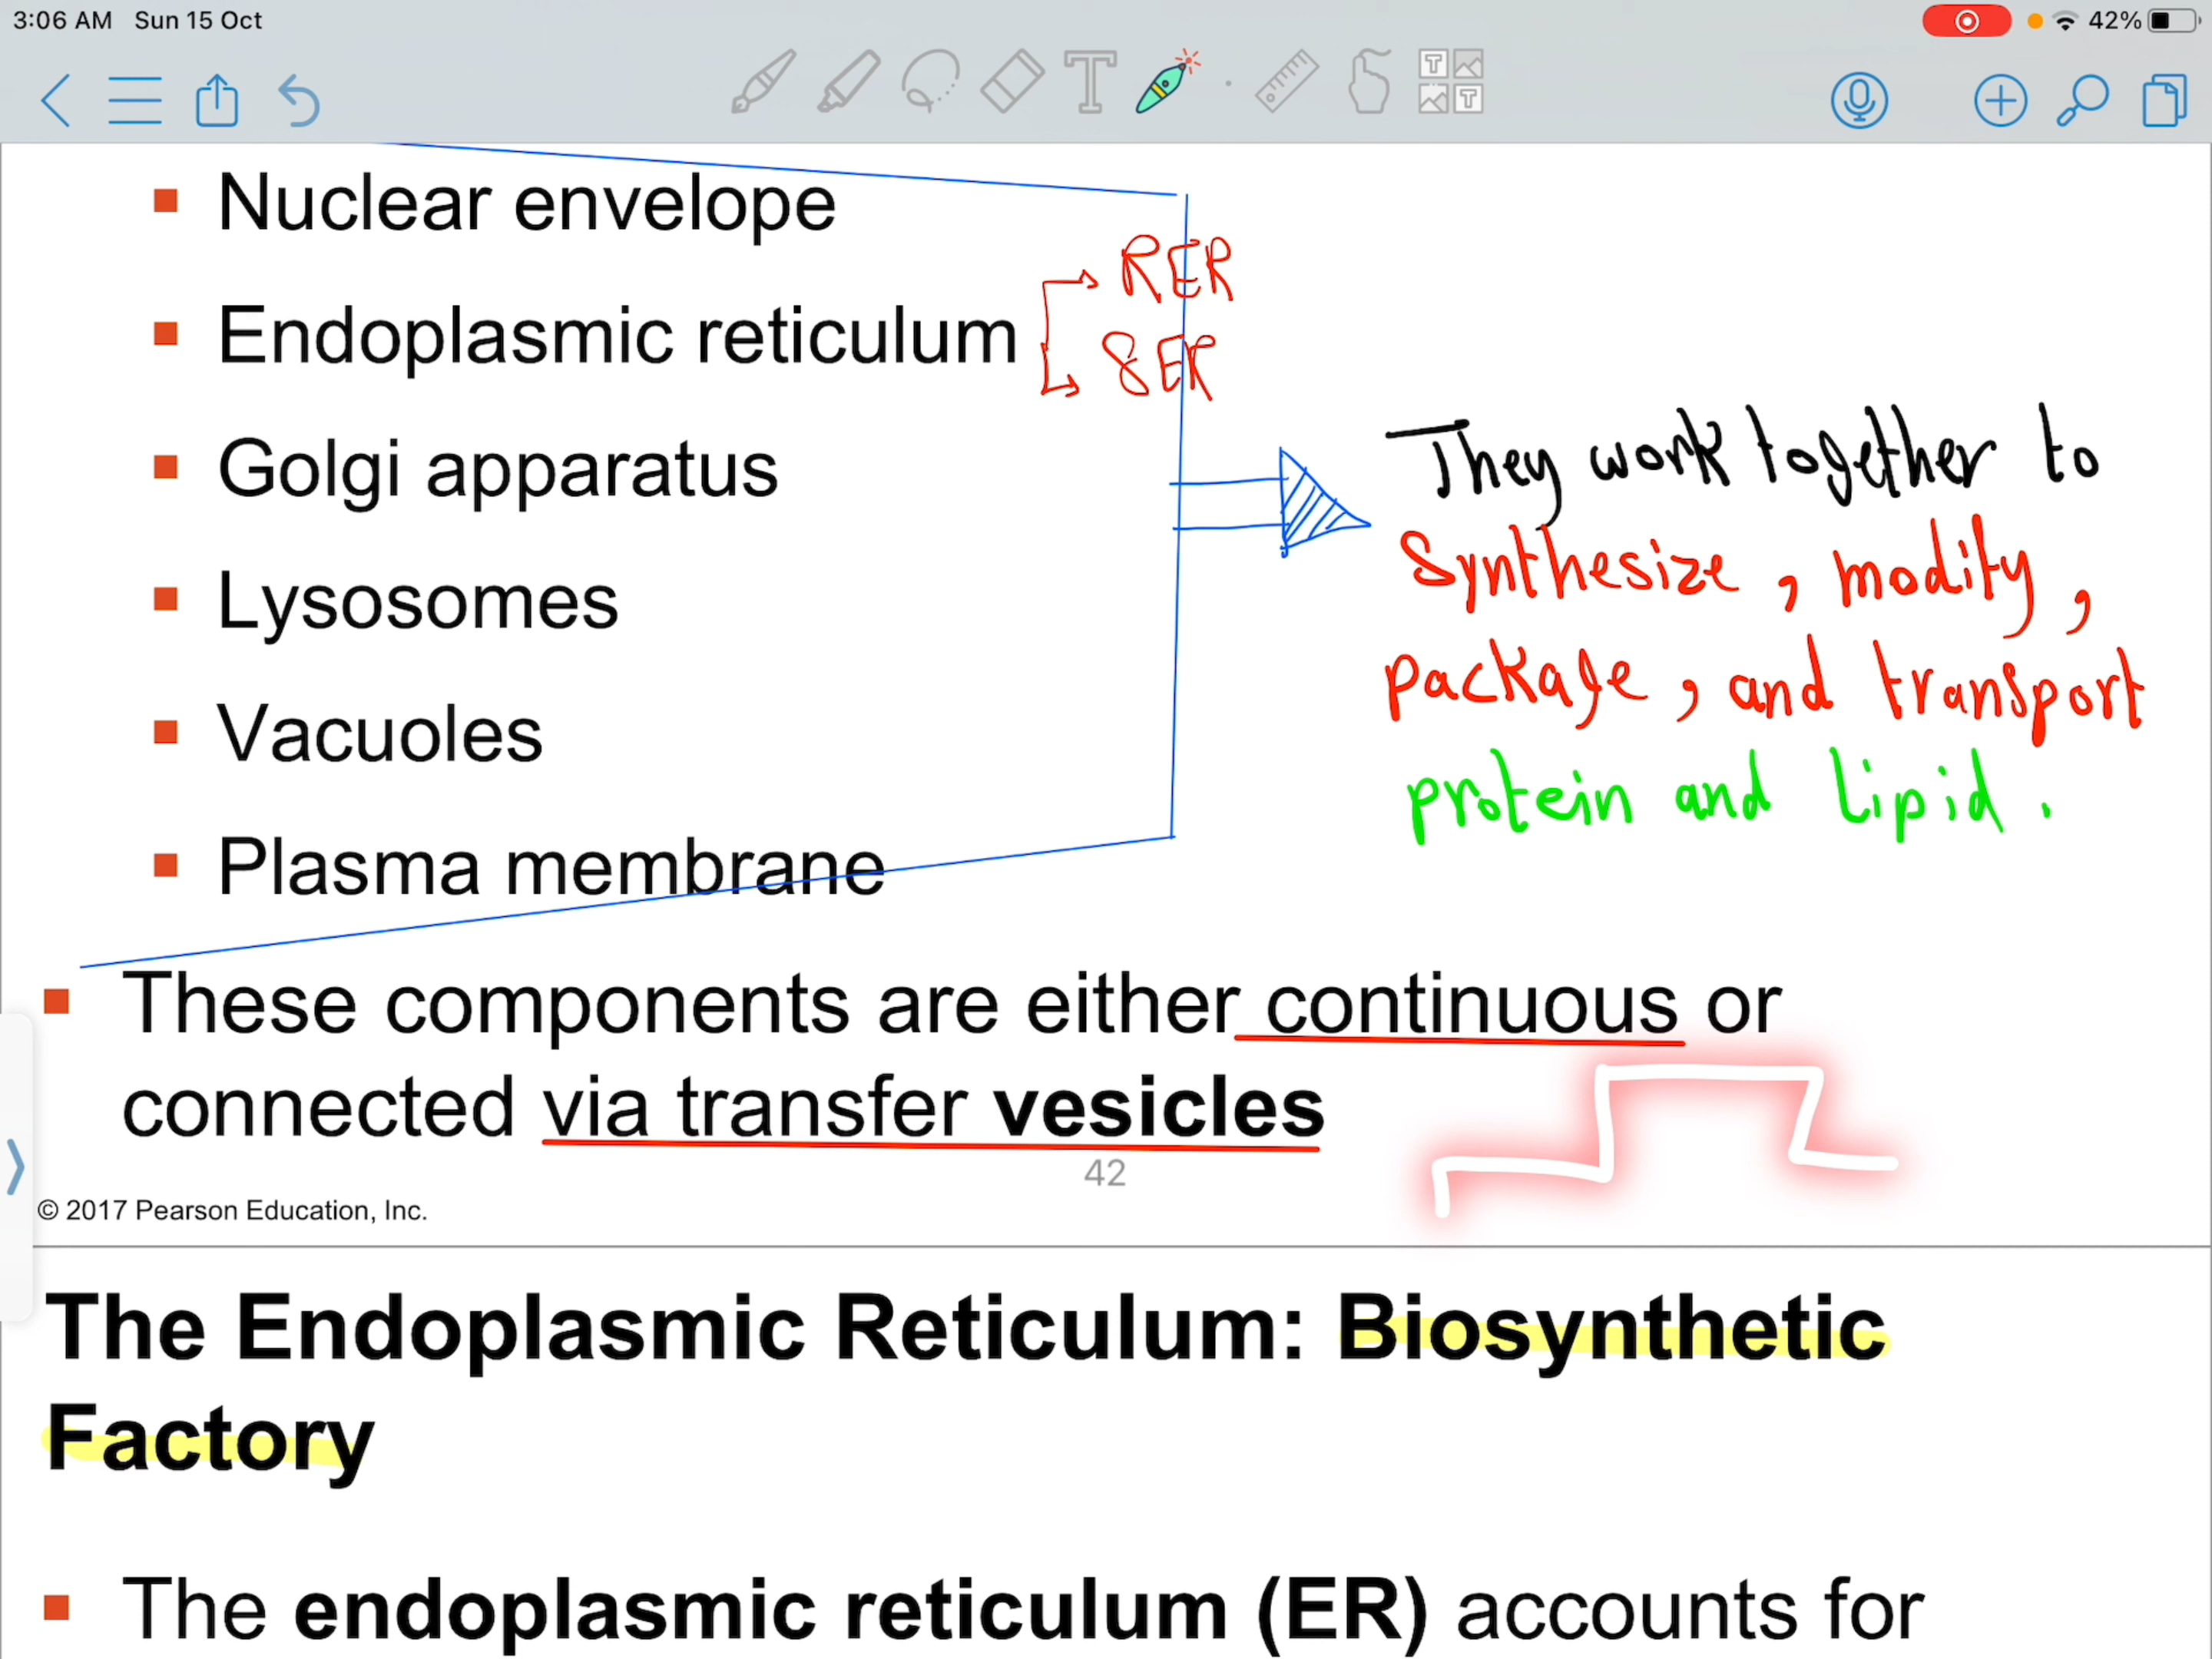 3:06 AM Sun 15 Oct
42%
Nuclear envelope
RER
Endoplasmic reticulum
SER
Golgi apparatus
They work together to
Synthesize, modify,
Lysosomes
package, and transport
Vacuoles
protein and lipid.
Plasma membrane
These components are either continuous or
connected via transfer vesicles
42
© 2017 Pearson Education, Inc.
The Endoplasmic Reticulum: Biosynthetic
Factory
The endoplasmic reticulum (ER) accounts for